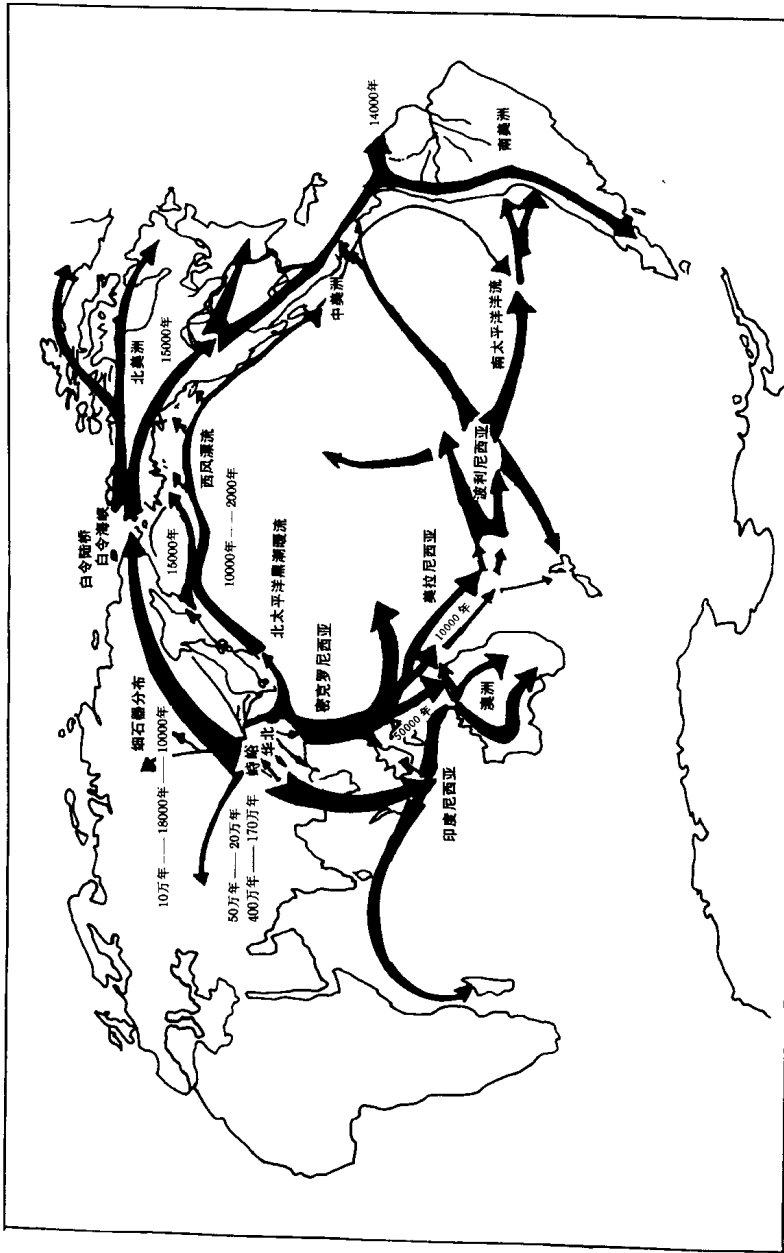 白令陆桥
白令海峡
北美洲
15000年
细石器分布
10万年 —— 18000年 —— 10000年
15000年
西风漂流
10000年 —— 2000年
中美洲
14000年
南美洲
北太平洋黑潮暖流
峙峪
华北
50万年 —— 20万年
400万年 —— 170万年
密克罗尼西亚
美拉尼西亚
波利尼西亚
南太平洋洋流
50000年
10000年
印度尼西亚
澳洲